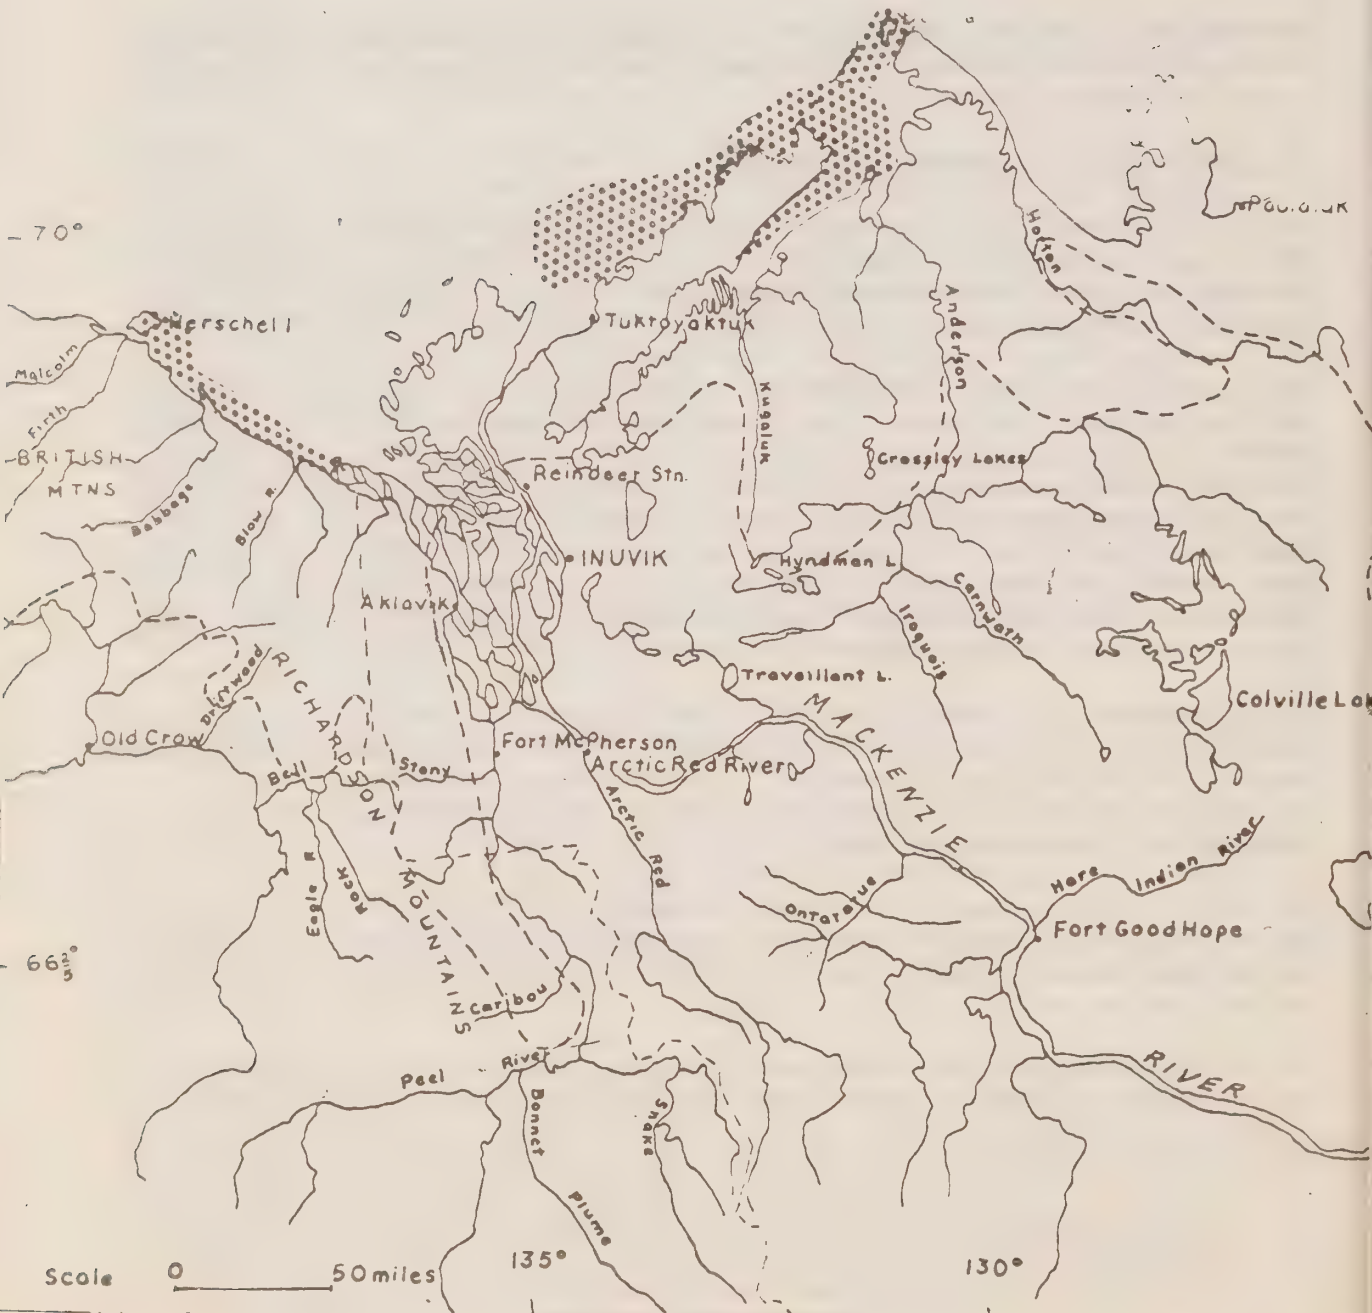 70°
Herschell
Malcolm
Firth
BRITISH
MTNS
Babbage
Blow R.
Tuktoyaktuk
Horton
Anderson
Kugaluk
Crossley Lakes
Reindeer Stn.
INUVIK
Hyndman L
Aklavik
Carnwath
Iroquois
Travaillant L.
Driftwood
RICHARDSON
MOUNTAINS
Old Crow
Bell
Stony
Fort McPherson
Arctic Red River
MACKENZIE
RIVER
Colville Lak
Eagle R
Rock
Arctic Red
Ontaratue
Hare Indian River
Fort Good Hope
66⅖°
Caribou
Peel River
Bonnet Plume
Snake
135°
130°
Scale 0 50 miles